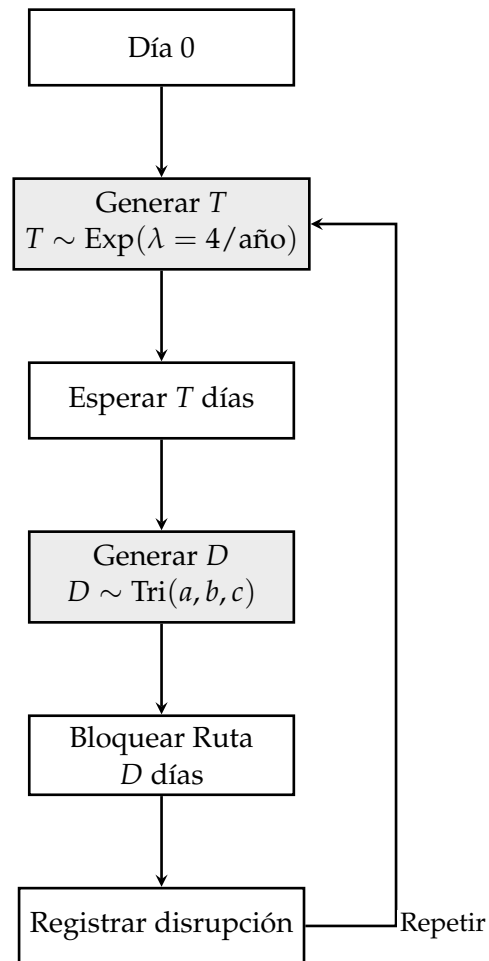 Día 0
Generar T
T ∼ Exp(λ = 4/año)
Esperar T días
Generar D
D ∼ Tri(a, b, c)
Bloquear Ruta
D días
Registrar disrupción
Repetir